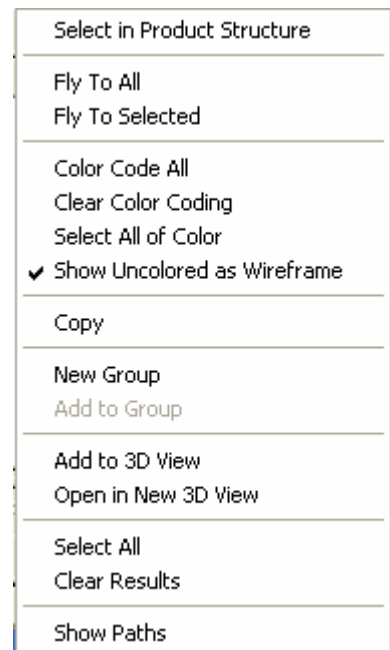 Select in Product Structure
Fly To All
Fly To Selected
Color Code All
Clear Color Coding
Select All of Color
Show Uncolored as Wireframe
Copy
New Group
Add to Group
Add to 3D View
Open in New 3D View
Select All
Clear Results
Show Paths